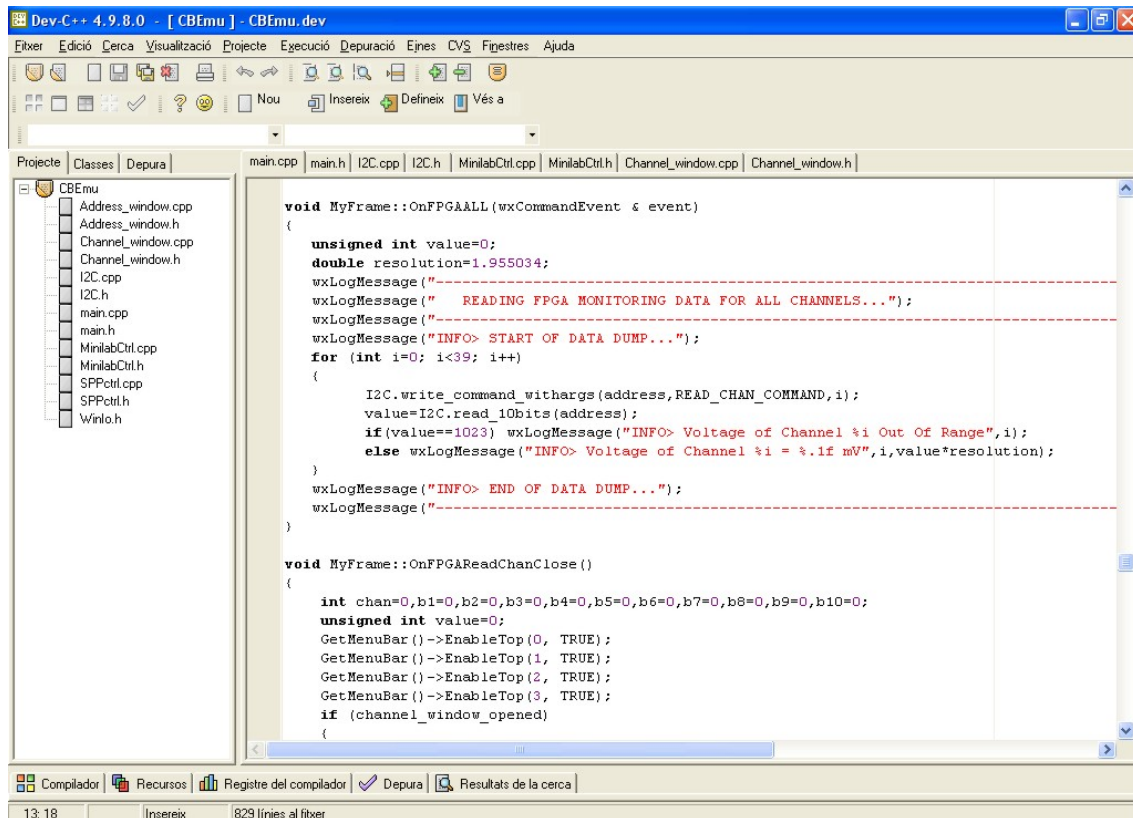 Dev-C++ 4.9.8.0 - [ CBEmu ] - CBEmu.dev
Fitxer Edició Cerca Visualització Projecte Execució Depuració Eines CVS Finestres Ajuda
Nou Insereix Defineix Vés a
Projecte Classes Depura
main.cpp main.h I2C.cpp I2C.h MinilabCtrl.cpp MinilabCtrl.h Channel_window.cpp Channel_window.h
CBEmu
Address_window.cpp
Address_window.h
Channel_window.cpp
Channel_window.h
I2C.cpp
I2C.h
main.cpp
main.h
MinilabCtrl.cpp
MinilabCtrl.h
SPPctrl.cpp
SPPctrl.h
WinIo.h
void MyFrame::OnFPGAALL(wxCommandEvent & event)
{
unsigned int value=0;
double resolution=1.955034;
wxLogMessage("-----------------------------------------------------------------------------
wxLogMessage("   READING FPGA MONITORING DATA FOR ALL CHANNELS...");
wxLogMessage("-----------------------------------------------------------------------------
wxLogMessage("INFO> START OF DATA DUMP...");
for (int i=0; i<39; i++)
{
I2C.write_command_withargs(address,READ_CHAN_COMMAND,i);
value=I2C.read_10bits(address);
if(value==1023) wxLogMessage("INFO> Voltage of Channel %i Out Of Range",i);
else wxLogMessage("INFO> Voltage of Channel %i = %.1f mV",i,value*resolution);
}
wxLogMessage("INFO> END OF DATA DUMP...");
wxLogMessage("-----------------------------------------------------------------------------
}
void MyFrame::OnFPGAReadChanClose()
{
int chan=0,b1=0,b2=0,b3=0,b4=0,b5=0,b6=0,b7=0,b8=0,b9=0,b10=0;
unsigned int value=0;
GetMenuBar()->EnableTop(0, TRUE);
GetMenuBar()->EnableTop(1, TRUE);
GetMenuBar()->EnableTop(2, TRUE);
GetMenuBar()->EnableTop(3, TRUE);
if (channel_window_opened)
{
Compilador Recursos Registre del compilador Depura Resultats de la cerca
13: 18 Insereix 829 línies al fitxer